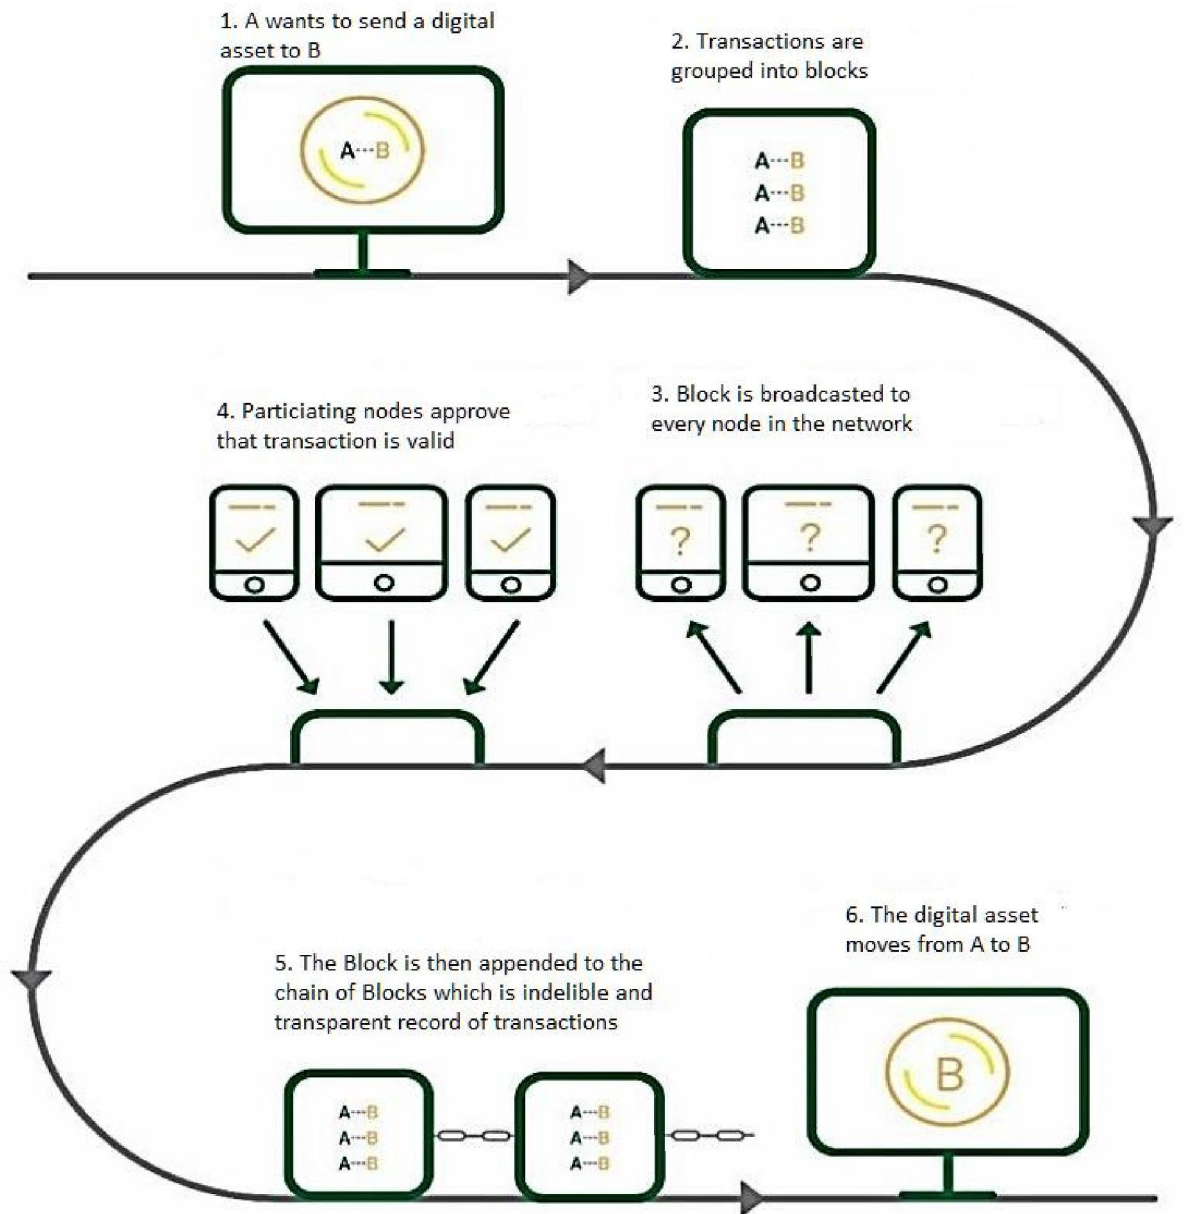 1. A wants to send a digital
asset to B
A---B
2. Transactions are
grouped into blocks
A---B
A---B
A---B
3. Block is broadcasted to
every node in the network
?
?
?
4. Particiating nodes approve
that transaction is valid
5. The Block is then appended to the
chain of Blocks which is indelible and
transparent record of transactions
A---B
A---B
A---B
A---B
A---B
A---B
6. The digital asset
moves from A to B
B